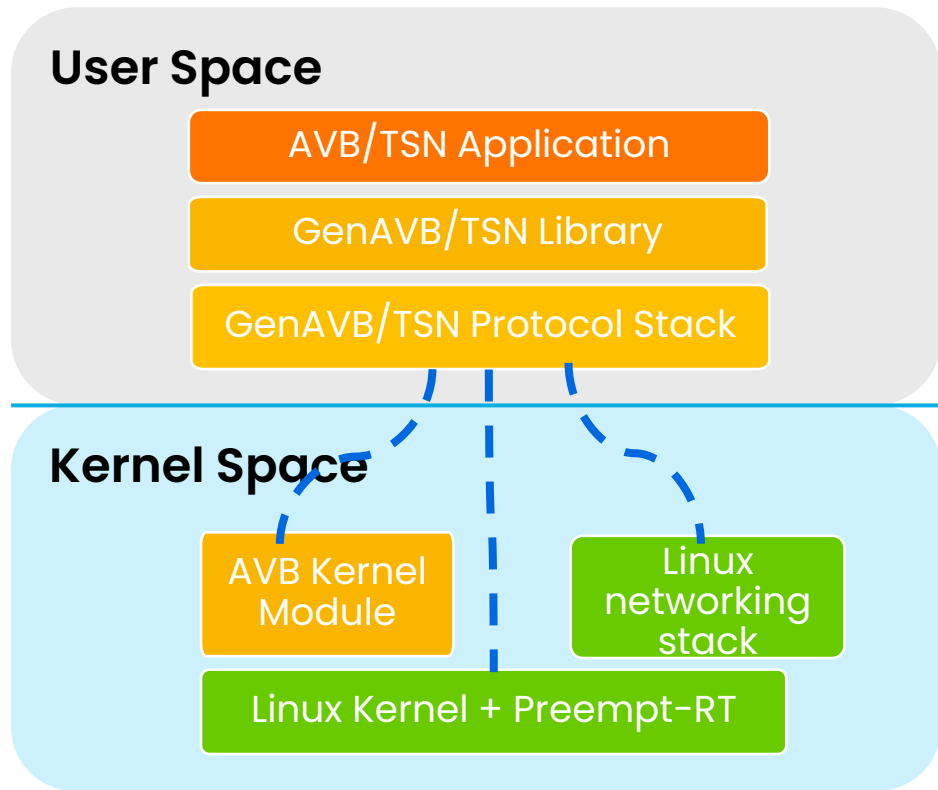 User Space
AVB/TSN Application
GenAVB/TSN Library
GenAVB/TSN Protocol Stack
Kernel Space
AVB Kernel
Module
Linux
networking
stack
Linux Kernel + Preempt-RT